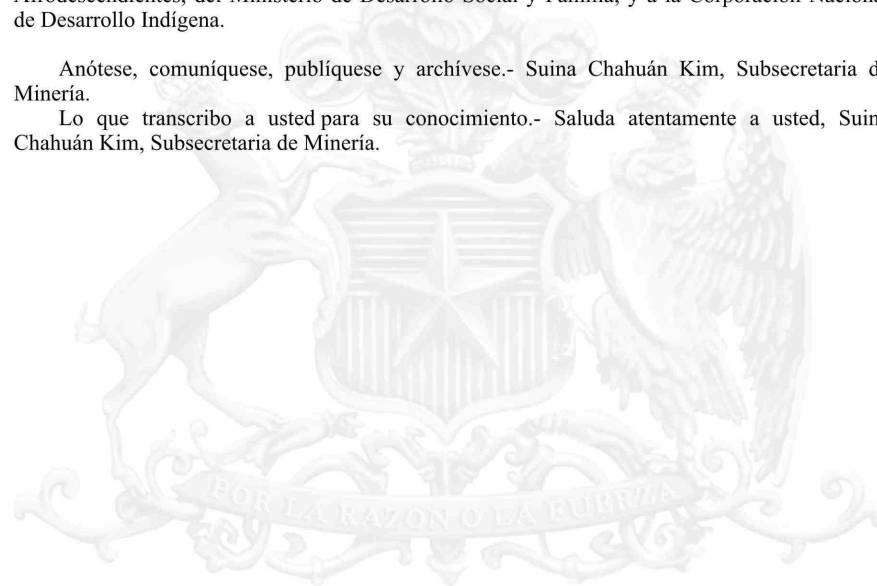 Afrodescendientes, del Ministerio de Desarrollo Social y Familia, y a la Corporación Naciona
de Desarrollo Indígena.
Anótese, comuníquese, publíquese y archívese.- Suina Chahuán Kim, Subsecretaria d
Minería.
Lo que transcribo a usted para su conocimiento.- Saluda atentamente a usted, Suin
Chahuán Kim, Subsecretaria de Minería.
POR LA RAZÓN O LA FUERZA